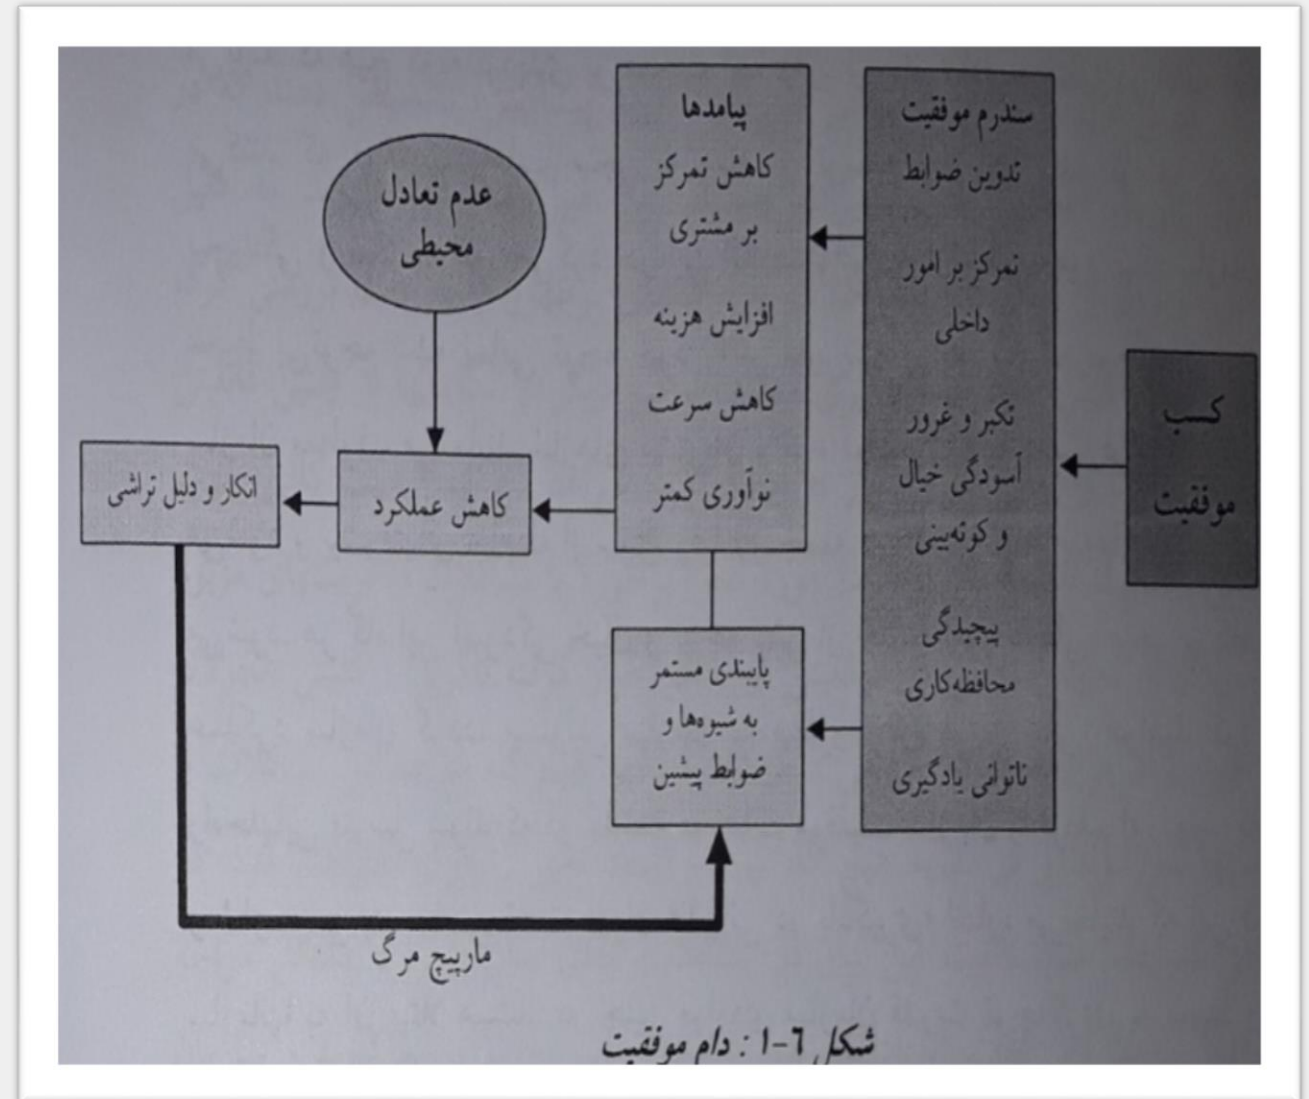 کسب
موفقیت
سندرم موفقیت
تدوین ضوابط
تمرکز بر امور
داخلی
تکبر و غرور
آسودگی خیال
و کوته‌بینی
پیچیدگی
محافظه‌کاری
ناتوانی یادگیری
پیامدها
کاهش تمرکز
بر مشتری
افزایش هزینه
کاهش سرعت
نوآوری کمتر
پایبندی مستمر
به شیوه‌ها و
ضوابط پیشین
عدم تعادل
محیطی
کاهش عملکرد
انکار و دلیل تراشی
مارپیچ مرگ
شکل ۶-۱ : دام موفقیت